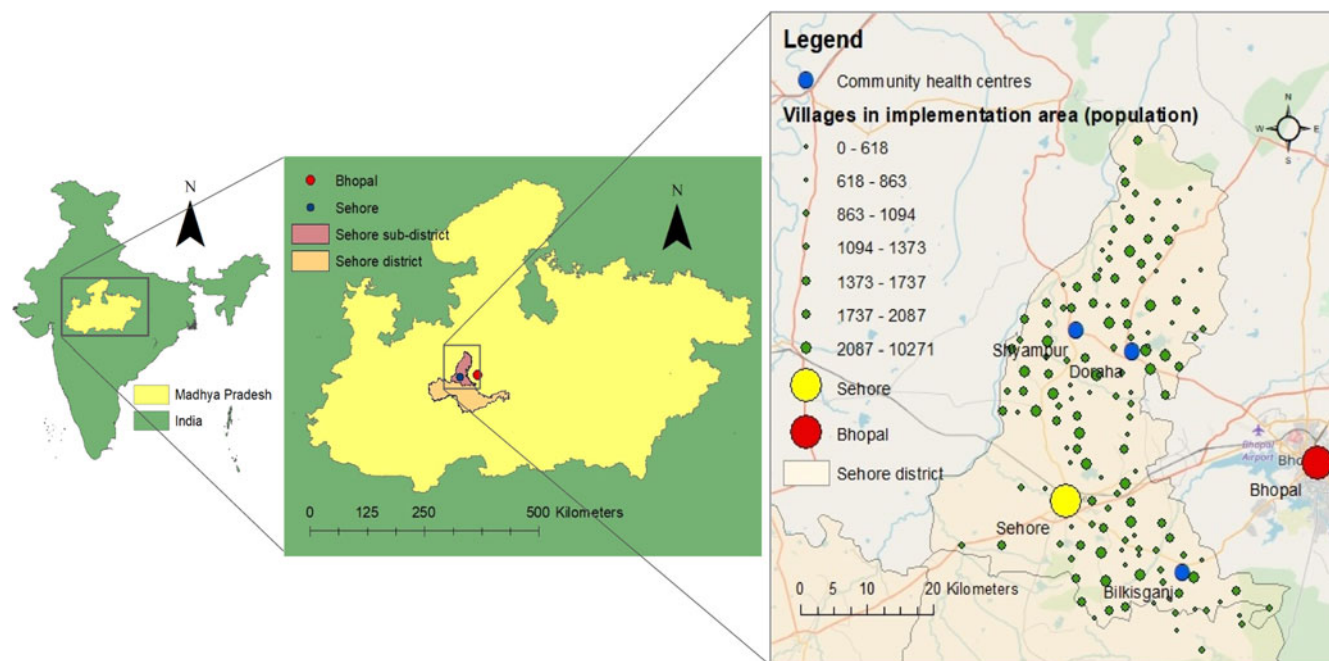 N
Madhya Pradesh
India
Bhopal
Sehore
Sehore sub-district
Sehore district
N
0 125 250 500 Kilometers
Legend
Community health centres
Villages in implementation area (population)
0 - 618
618 - 863
863 - 1094
1094 - 1373
1373 - 1737
1737 - 2087
2087 - 10271
Sehore
Bhopal
Sehore district
N
W E
S
Shyampur
Doraha
Bhopal
Airport
Bho
Bhopal
Sehore
Bilkisganj
0 5 10 20 Kilometers